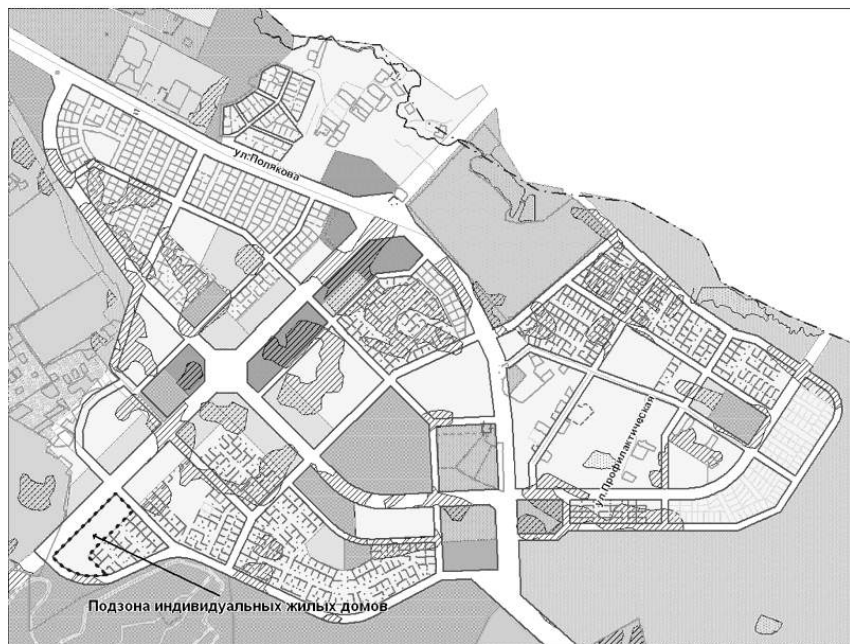 ул.Полякова
ул.Профилактическая
Подзона индивидуальных жилых домов